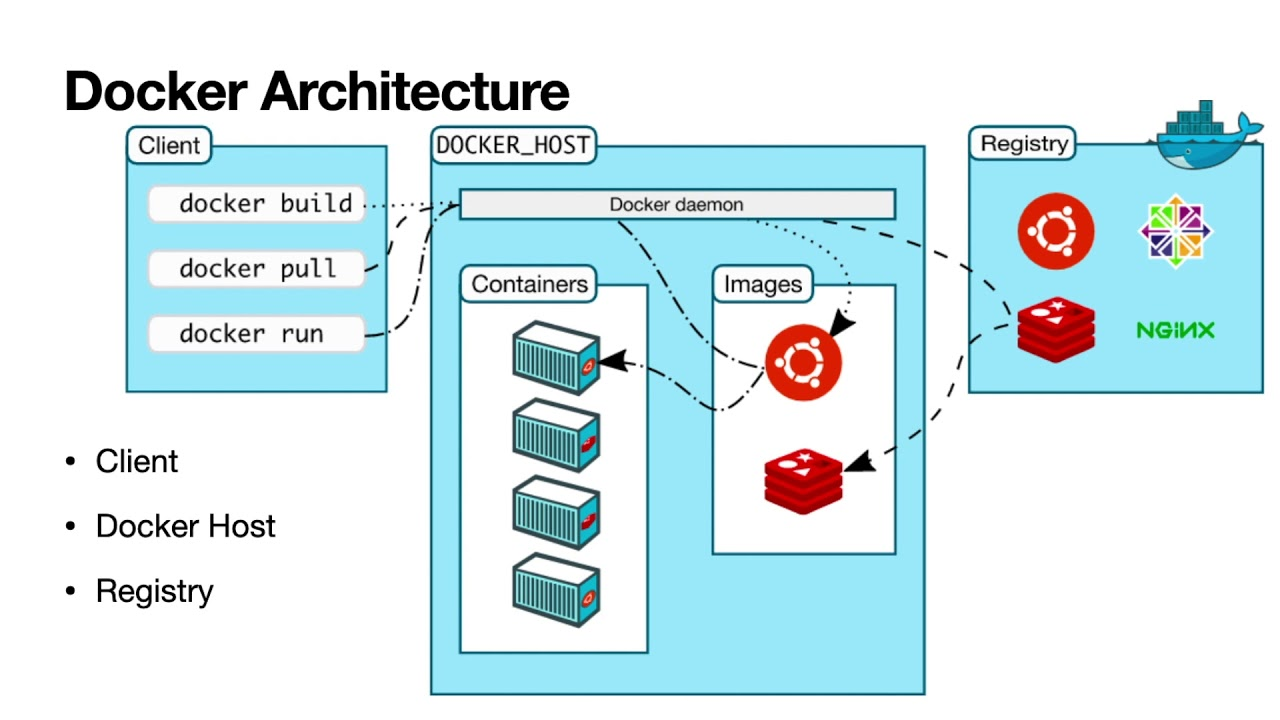 Docker Architecture
Client
docker build
docker pull
docker run
DOCKER_HOST
Docker daemon
Containers
Images
Registry
NGiNX
• Client
• Docker Host
• Registry